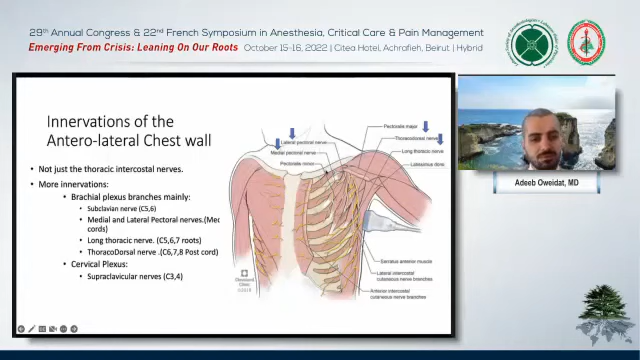 29th Annual Congress & 22nd French Symposium in Anesthesia, Critical Care & Pain Management
Emerging From Crisis: Leaning On Our Roots October 15-16, 2022 | Citea Hotel, Achrafieh, Beirut | Hybrid
Innervations of the
Antero-lateral Chest wall
• Not just the thoracic intercostal nerves.
• More innervations:
• Brachial plexus branches mainly:
• Subclavian nerve (C5,6)
• Medial and Lateral Pectoral nerves.(Med
cords)
• Long thoracic nerve. (C5,6,7 roots)
• ThoracoDorsal nerve .(C6,7,8 Post cord)
• Cervical Plexus:
• Supraclavicular nerves (C3,4)
Lateral pectoral nerve
Medial pectoral nerve
Pectoralis minor
Pectoralis major
Thoracodorsal nerve
Long thoracic nerve
Latissimus dorsi
Serratus anterior muscle
Lateral intercostal
cutaneous nerve branches
Anterior intercostal
cutaneous nerve branches
Cleveland
Clinic
Adeeb Oweidat, MD